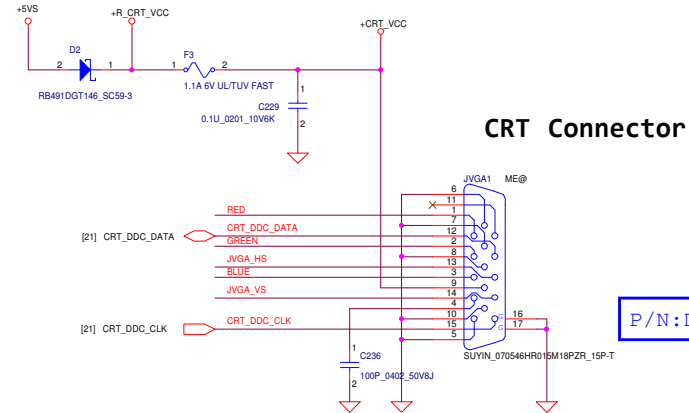 +5VS
+R_CRT_VCC
+CRT_VCC
D2
2 1
RB491DGT146_SC59-3
F3
1 2
1.1A 6V UL/TUV FAST
1
C229
0.1U_0201_10V6K
2
CRT Connector
JVGA1 ME@
6
11
RED 1
7
[21] CRT_DDC_DATA CRT_DDC_DATA 12
GREEN 2
8
JVGA_HS 13
BLUE 3
9
JVGA_VS 14
4
10
[21] CRT_DDC_CLK CRT_DDC_CLK 15
5
G 16
G 17
SUYIN_070546HR015M18PZR_15P-T
1
C236
100P_0402_50V8J
2
P/N: